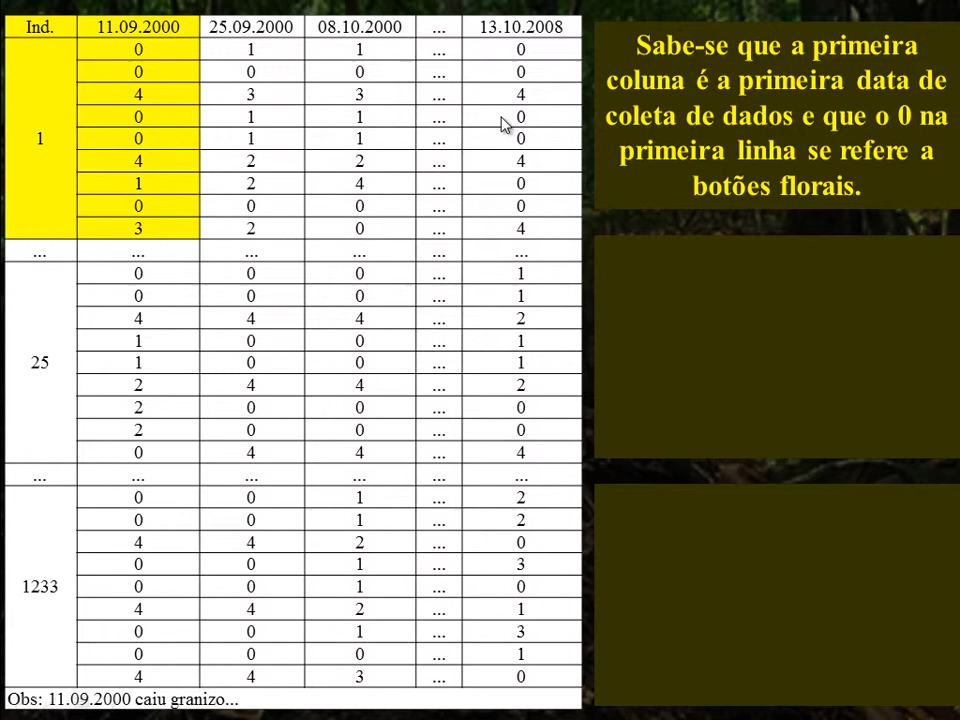 Ind. 11.09.2000 25.09.2000 08.10.2000 ... 13.10.2008
0 1 1 ... 0
0 0 0 ... 0
4 3 3 ... 4
0 1 1 ... 0
1 0 1 1 ... 0
4 2 2 ... 4
1 2 4 ... 0
0 0 0 ... 0
3 2 0 ... 4
... ... ... ... ... ...
0 0 0 ... 1
0 0 0 ... 1
4 4 4 ... 2
1 0 0 ... 1
25 1 0 0 ... 1
2 4 4 ... 2
2 0 0 ... 0
2 0 0 ... 0
0 4 4 ... 4
... ... ... ... ... ...
0 0 1 ... 2
0 0 1 ... 2
4 4 2 ... 0
0 0 1 ... 3
1233 0 0 1 ... 0
4 4 2 ... 1
0 0 1 ... 3
0 0 0 ... 1
4 4 3 ... 0
Obs: 11.09.2000 caiu granizo...
Sabe-se que a primeira
coluna é a primeira data de
coleta de dados e que o 0 na
primeira linha se refere a
botões florais.